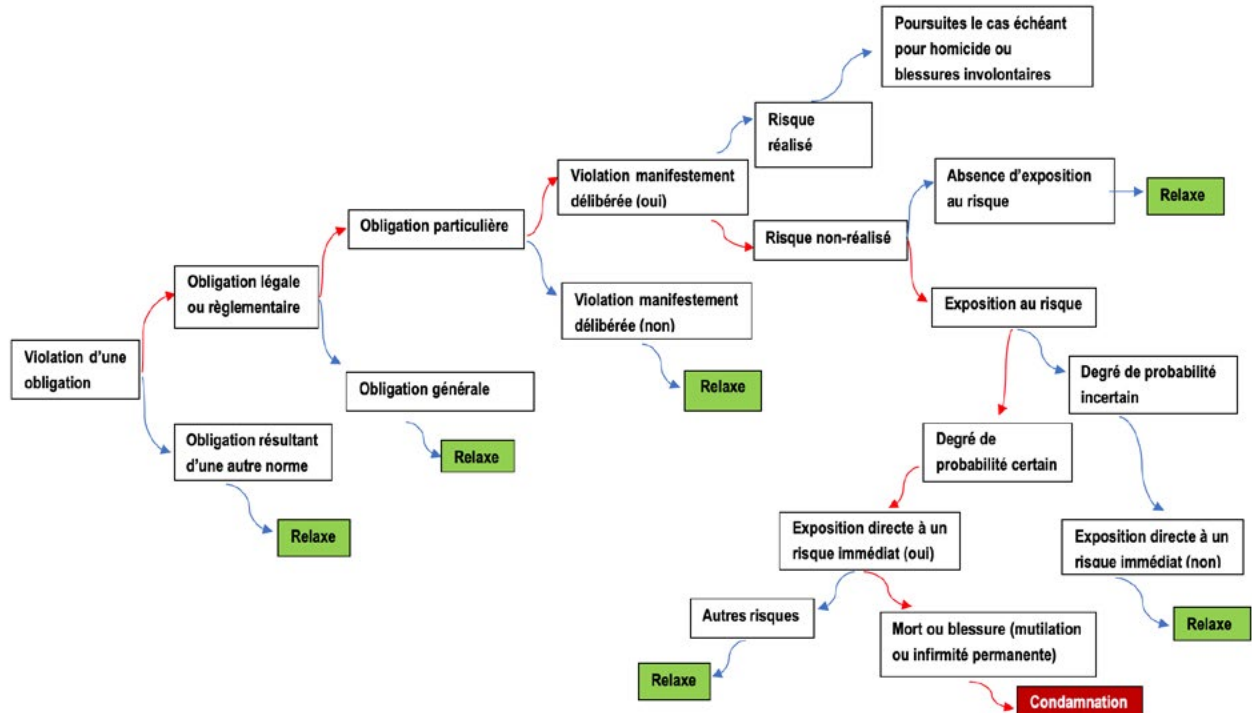 Poursuites le cas échéant
pour homicide ou
blessures involontaires
Risque
réalisé
Violation manifestement
délibérée (oui)
Absence d'exposition
au risque
Relaxe
Obligation particulière
Risque non-réalisé
Obligation légale
ou règlementaire
Violation manifestement
délibérée (non)
Exposition au risque
Violation d'une
obligation
Relaxe
Obligation générale
Degré de probabilité
incertain
Obligation résultant
d'une autre norme
Relaxe
Degré de
probabilité certain
Relaxe
Exposition directe à un
risque immédiat (oui)
Exposition directe à un
risque immédiat (non)
Autres risques
Mort ou blessure (mutilation
ou infirmité permanente)
Relaxe
Relaxe
Condamnation